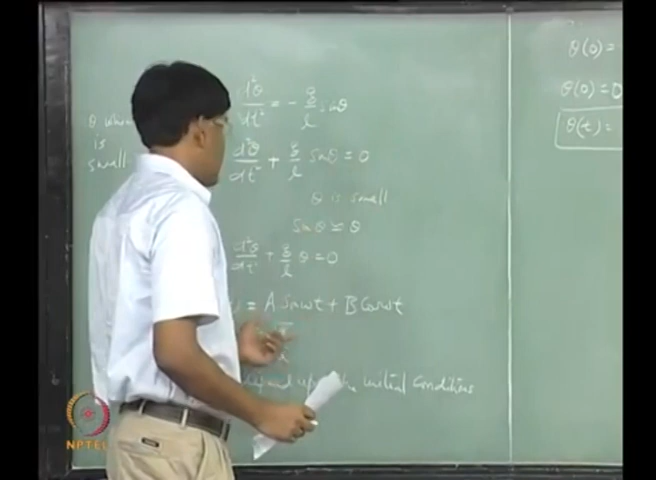 d²θ/dt² = - g/l sinθ
θ when
is
small
d²θ/dt² + g/l sinθ = 0
θ is small
sinθ ≃ θ
d²θ/dt² + g/l θ = 0
= A Sinωt + B Cosωt
depend upon the initial conditions
θ(0) =
θ̇(0) = 0
θ(t) =
NPTEL